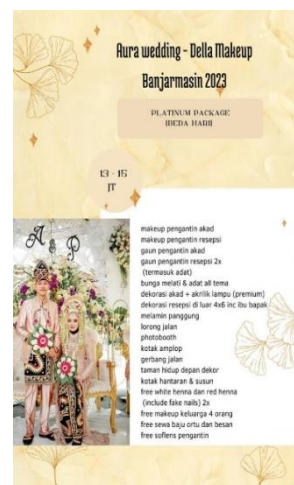 Aura wedding - Della Makeup
Banjarmasin 2023
PLATINUM PACKAGE
(BEDA HARI)
13 - 15
JT
A & P
makeup pengantin akad
makeup pengantin resepsi
gaun pengantin akad
gaun pengantin resepsi 2x
(termasuk adat)
bunga melati & adat all tema
dekorasi akad + akrilik lampu (premium)
dekorasi resepsi di luar 4x6 inc ibu bapak
melamin panggung
lorong jalan
photobooth
kotak amplop
gerbang jalan
taman hidup depan dekor
kotak hantaran & susun
free white henna dan red henna
(include fake nails) 2x
free makeup keluarga 4 orang
free sewa baju ortu dan besan
free soflens pengantin